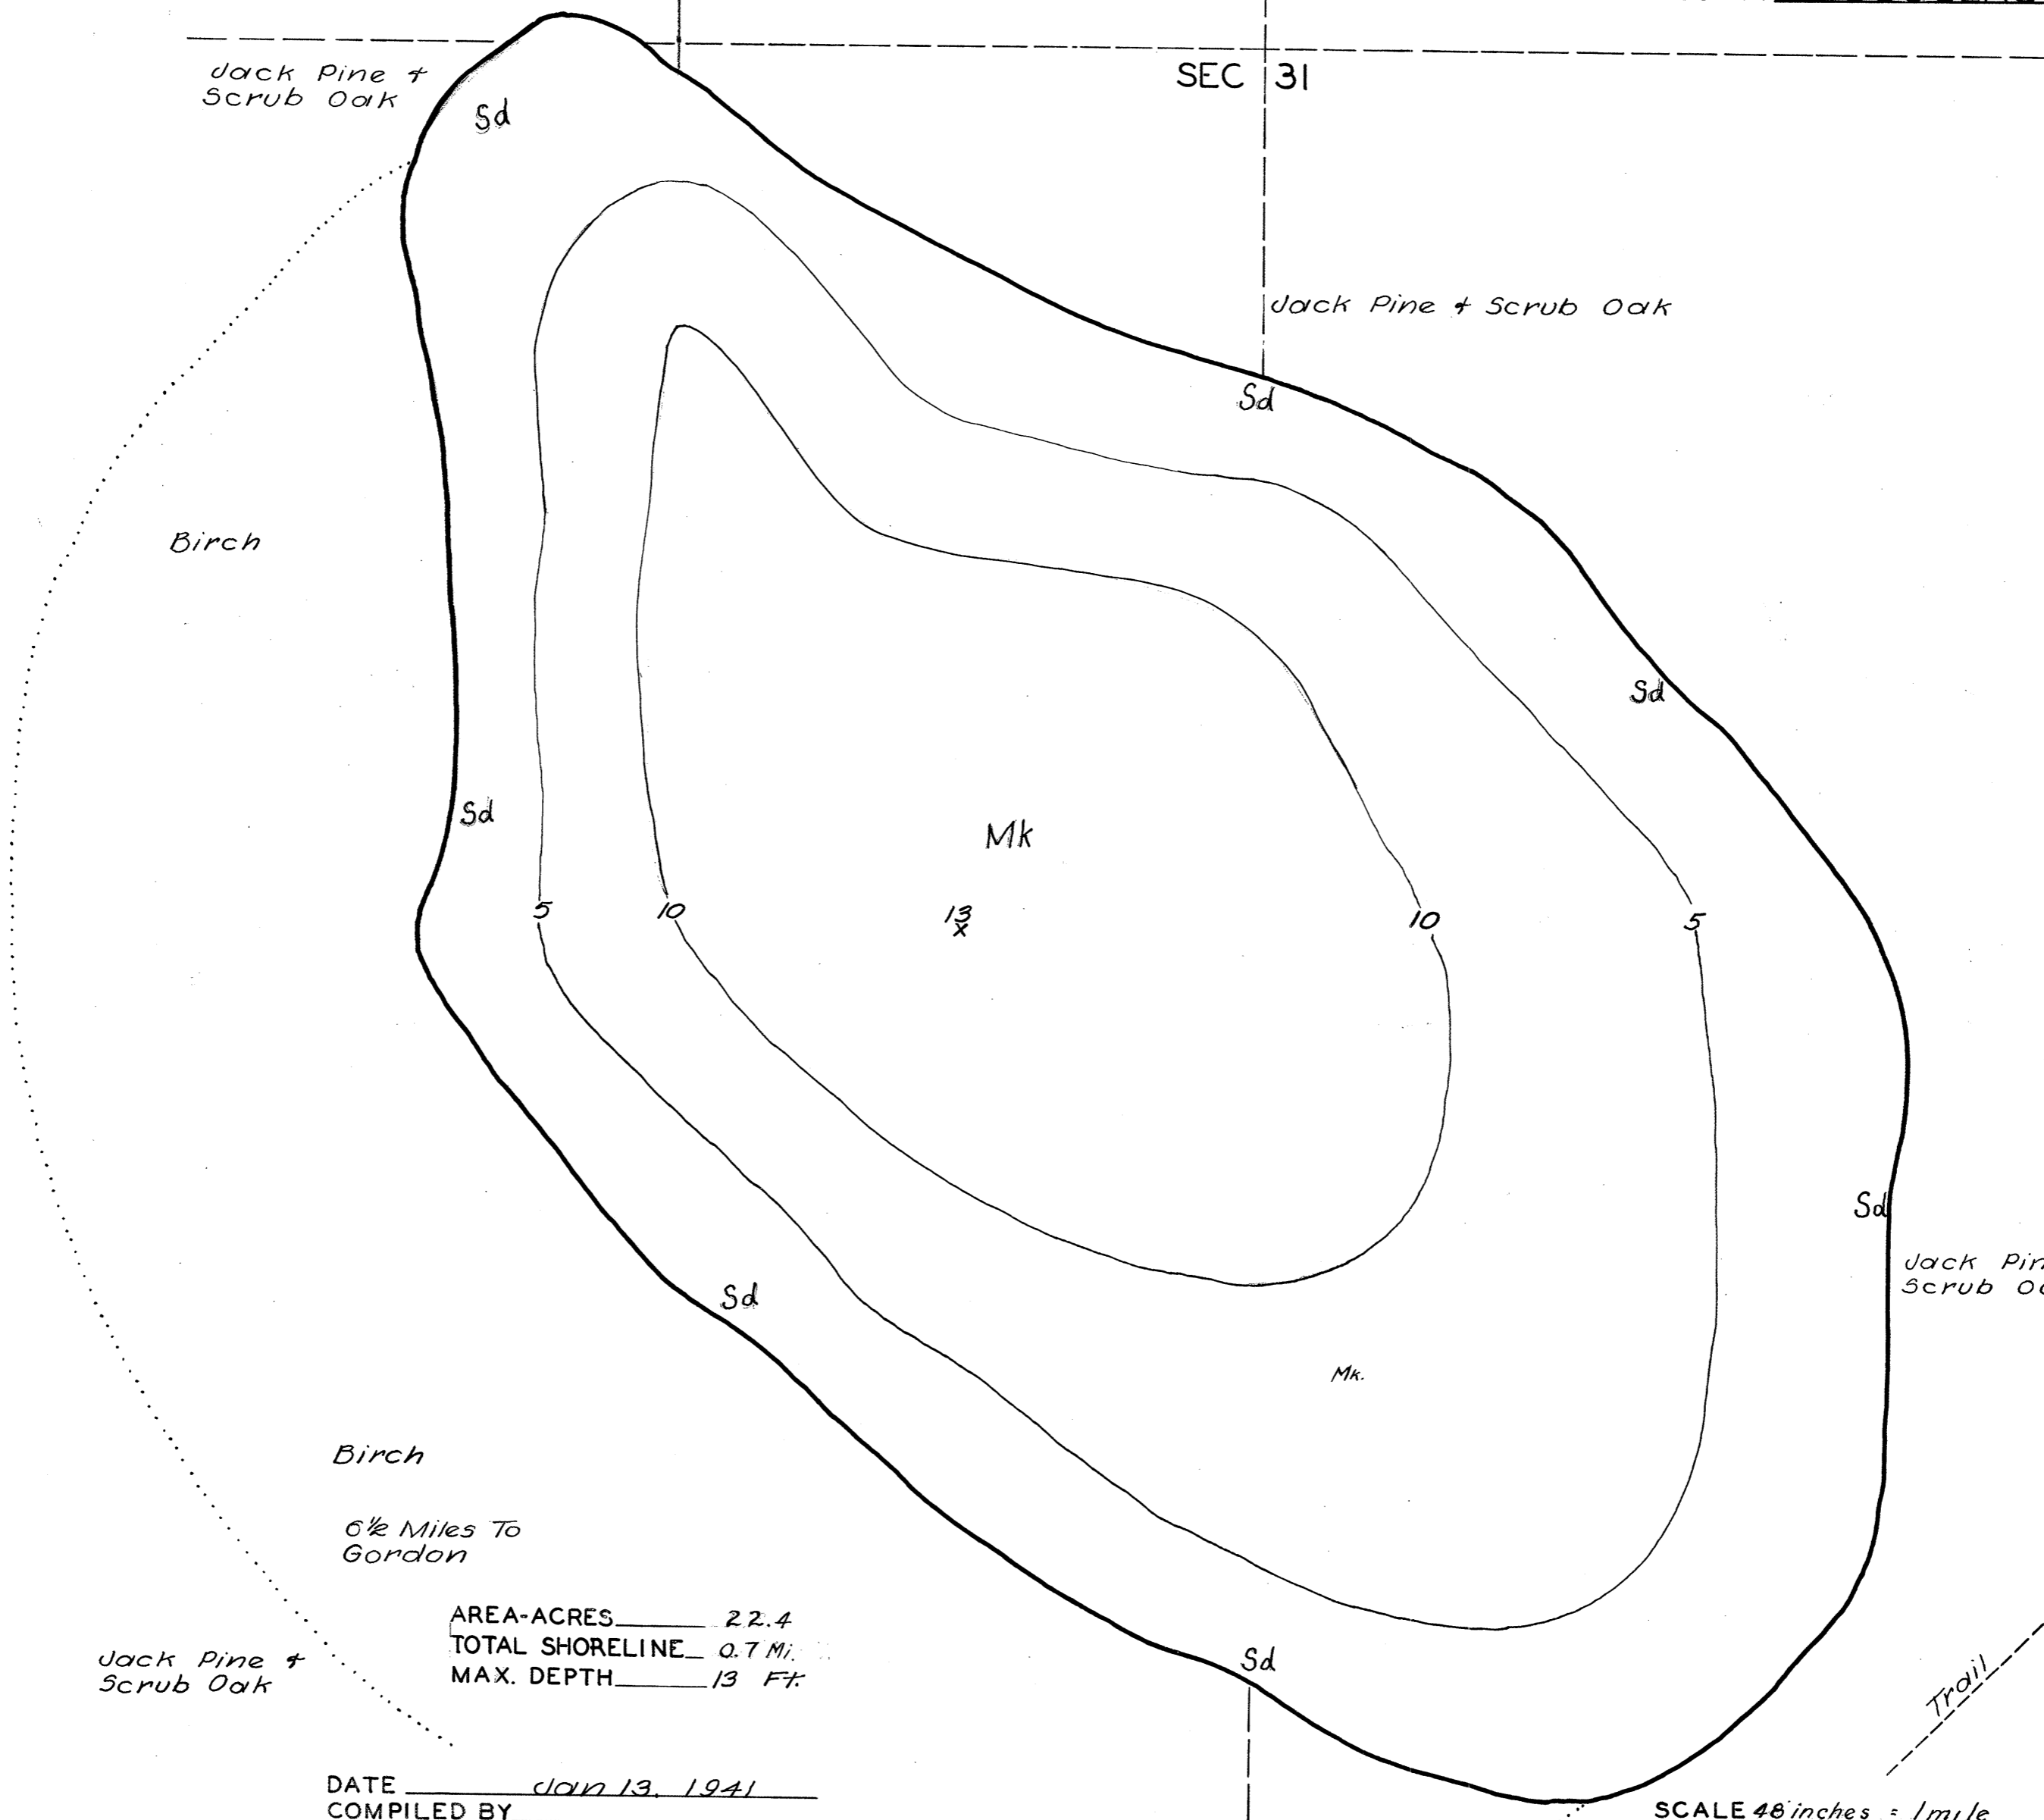 SEC 31
Jack Pine &
Scrub Oak
Sd
Jack Pine & Scrub Oak
Sd
Birch
Sd
Sd
Mk
5
10
13
x
10
5
Sd
Jack Pin
Scrub Oa
Sd
Mk.
Birch
6 1/2 Miles To
Gordon
AREA-ACRES 22.4
TOTAL SHORELINE 0.7 Mi.
MAX. DEPTH 13 Ft.
Jack Pine &
Scrub Oak
Sd
Trail
DATE Jan 13, 1941
COMPILED BY
SCALE 48 inches = 1 mile